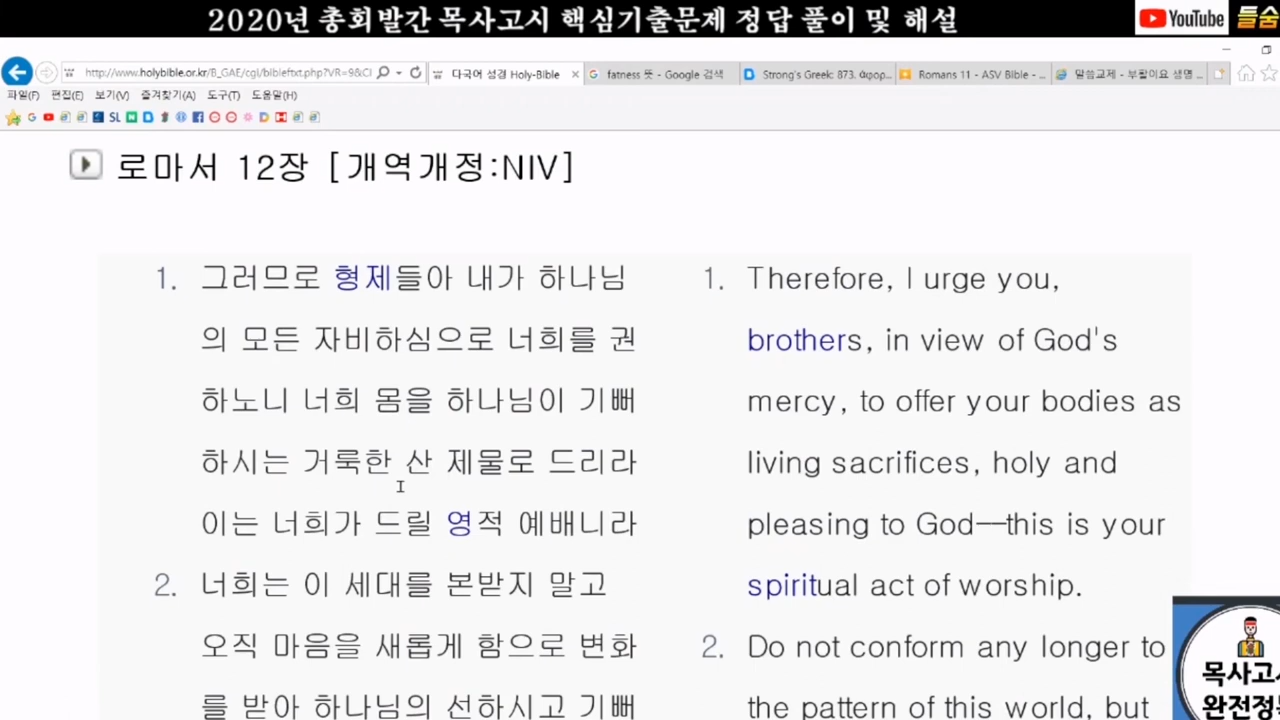 2020년 총회발간 목사고시 핵심기출문제 정답 풀이 및 해설
YouTube 들숨
http://www.holybible.or.kr/B_GAE/cgi/bibleftxt.php?VR=9&CI
다국어 성경 Holy-Bible
fatness 뜻 - Google 검색
Strong's Greek: 873. ἀφορ...
Romans 11 - ASV Bible - ...
말씀교제 - 부활이요 생명 ...
파일(F) 편집(E) 보기(V) 즐겨찾기(A) 도구(T) 도움말(H)
로마서 12장 [개역개정:NIV]
1. 그러므로 형제들아 내가 하나님
의 모든 자비하심으로 너희를 권
하노니 너희 몸을 하나님이 기뻐
하시는 거룩한 산 제물로 드리라
이는 너희가 드릴 영적 예배니라
2. 너희는 이 세대를 본받지 말고
오직 마음을 새롭게 함으로 변화
를 받아 하나님의 선하시고 기뻐
1. Therefore, I urge you,
brothers, in view of God's
mercy, to offer your bodies as
living sacrifices, holy and
pleasing to God—this is your
spiritual act of worship.
2. Do not conform any longer to
the pattern of this world, but
목사고시
완전정